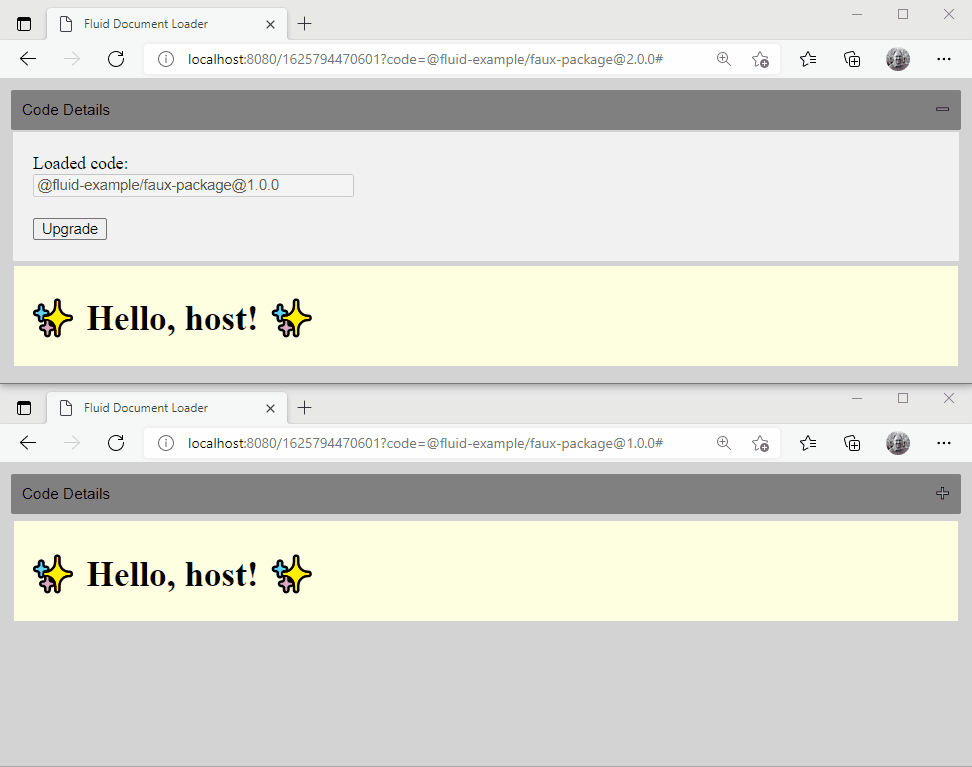 Fluid Document Loader
localhost:8080/1625794470601?code=@fluid-example/faux-package@2.0.0#
Code Details
Loaded code:
@fluid-example/faux-package@1.0.0
Upgrade
✨ Hello, host! ✨
Fluid Document Loader
localhost:8080/1625794470601?code=@fluid-example/faux-package@1.0.0#
Code Details
✨ Hello, host! ✨